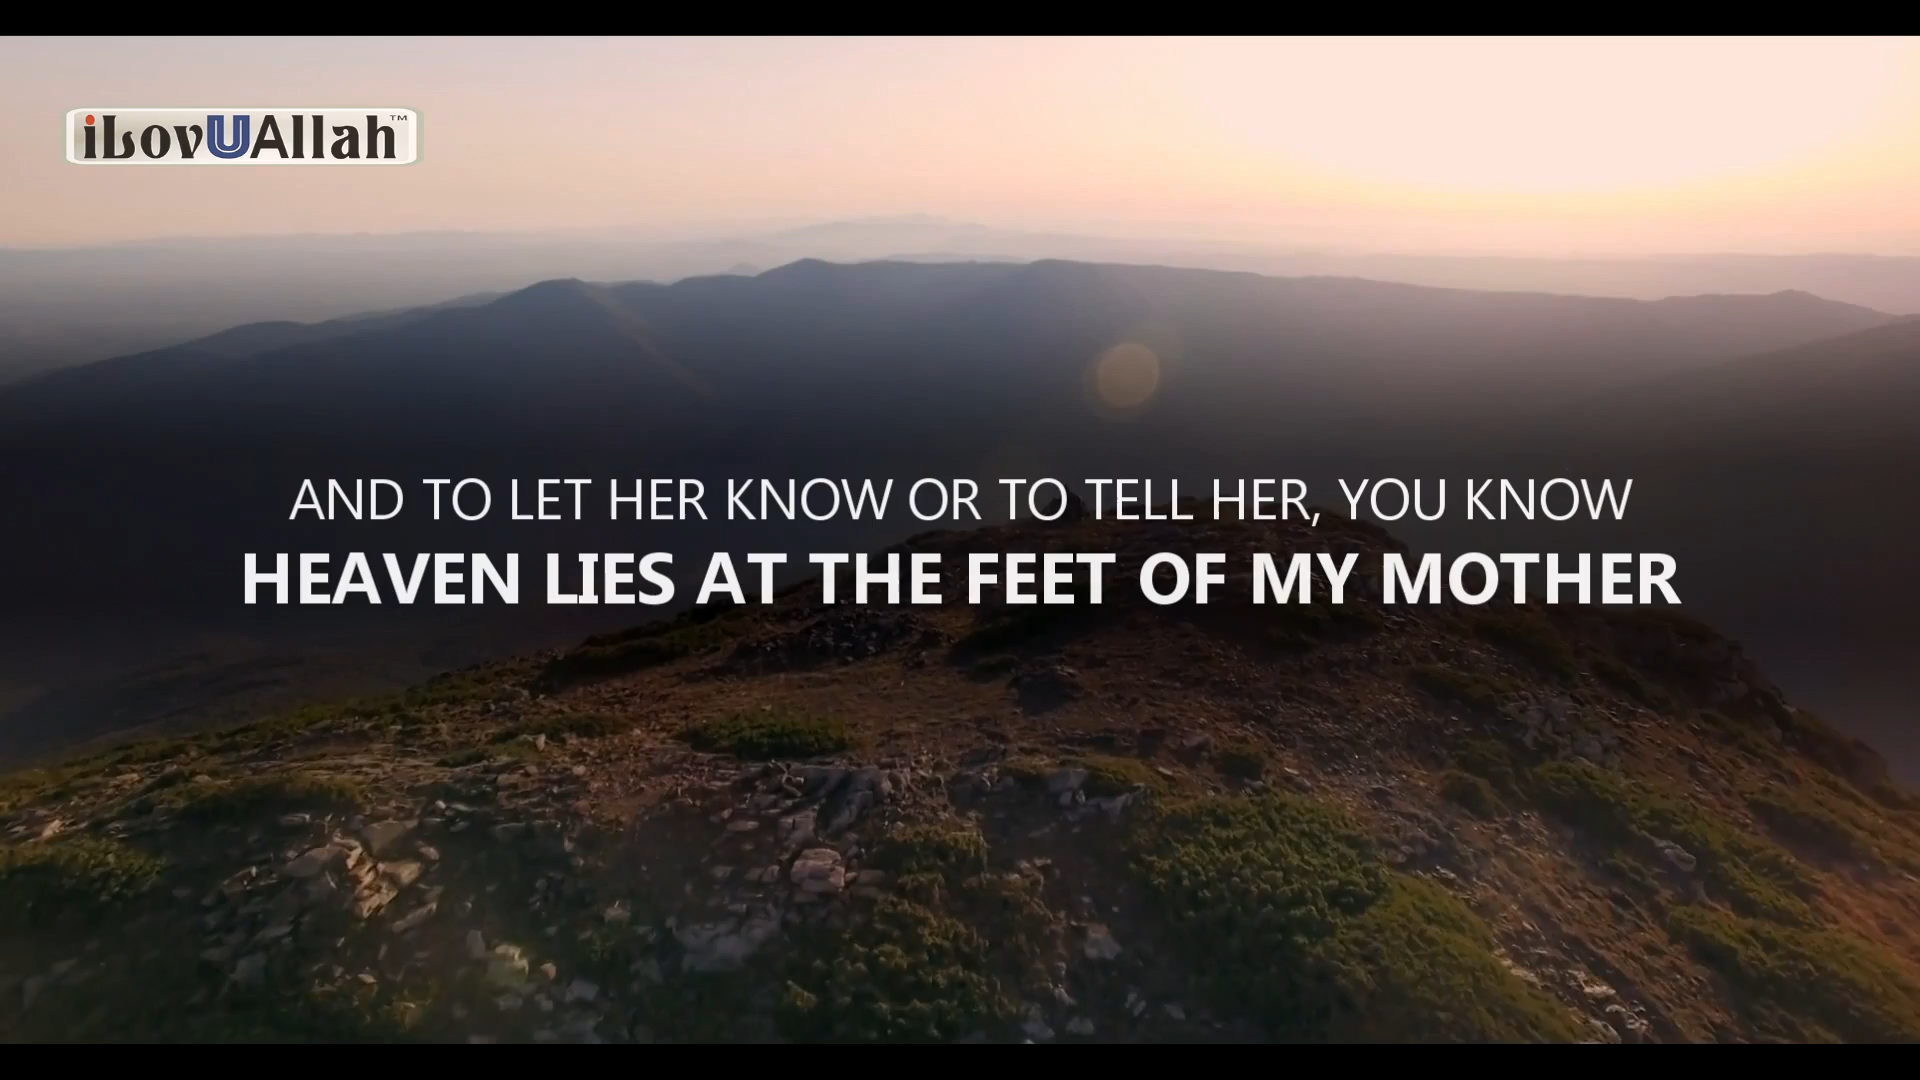 iLovUAllah™
AND TO LET HER KNOW OR TO TELL HER, YOU KNOW
HEAVEN LIES AT THE FEET OF MY MOTHER